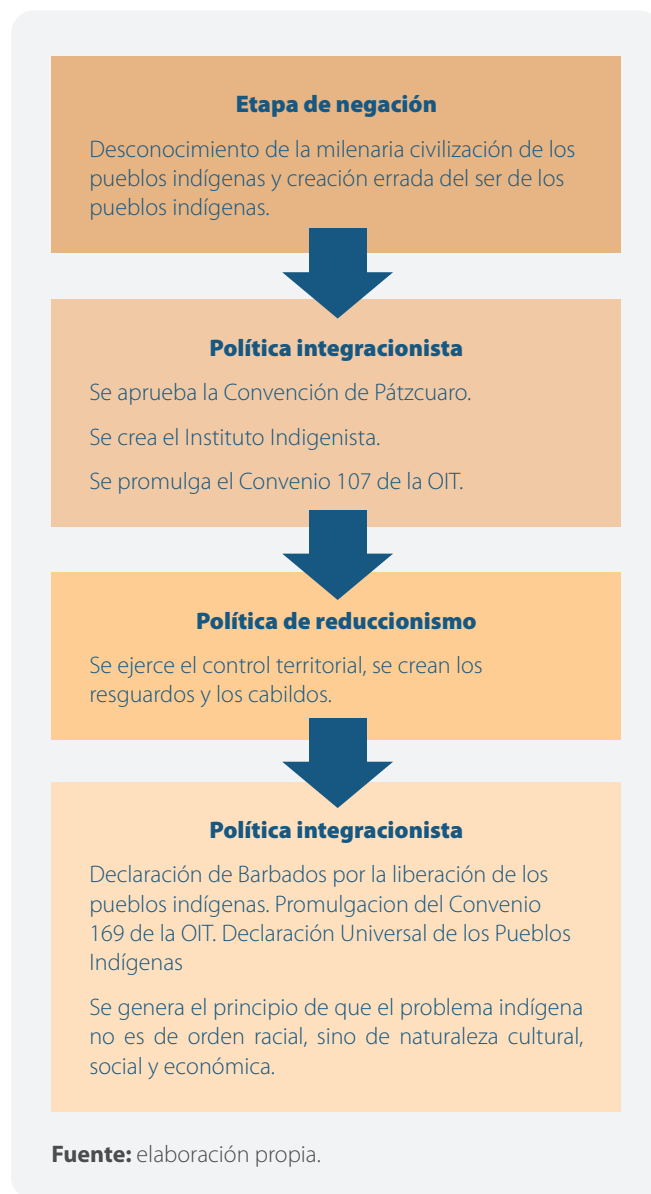 Etapa de negación
Desconocimiento de la milenaria civilización de los
pueblos indígenas y creación errada del ser de los
pueblos indígenas.
Política integracionista
Se aprueba la Convención de Pátzcuaro.
Se crea el Instituto Indigenista.
Se promulga el Convenio 107 de la OIT.
Política de reduccionismo
Se ejerce el control territorial, se crean los
resguardos y los cabildos.
Política integracionista
Declaración de Barbados por la liberación de los
pueblos indígenas. Promulgacion del Convenio
169 de la OIT. Declaración Universal de los Pueblos
Indígenas
Se genera el principio de que el problema indígena
no es de orden racial, sino de naturaleza cultural,
social y económica.
Fuente: elaboración propia.